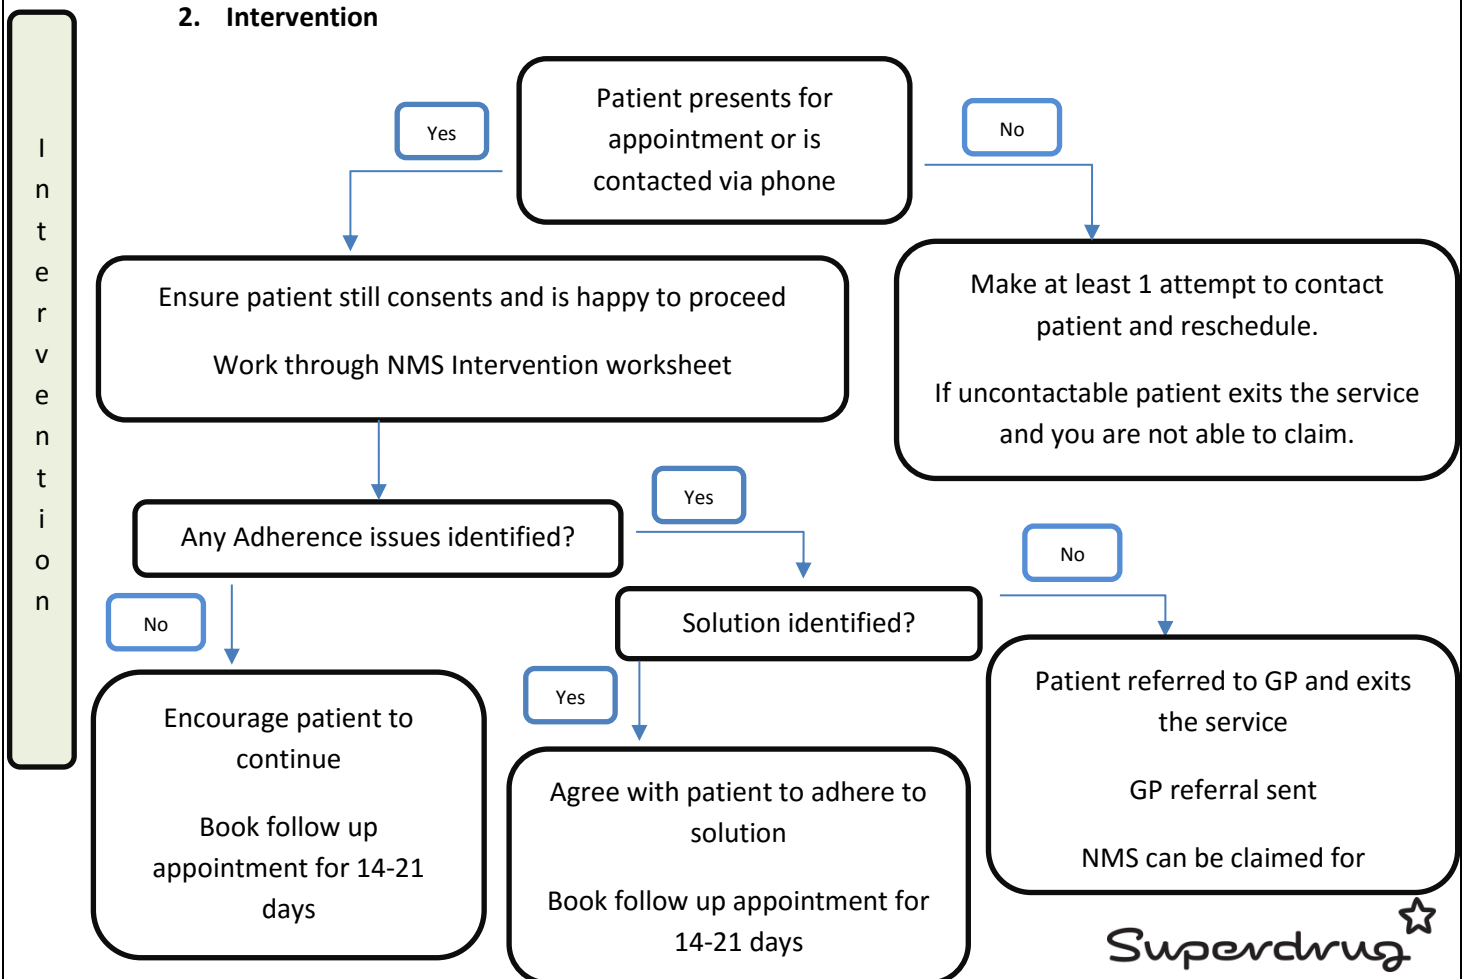 2. Intervention
I
n
t
e
r
v
e
n
t
i
o
n
Patient presents for
appointment or is
contacted via phone
Yes
No
Ensure patient still consents and is happy to proceed
Work through NMS Intervention worksheet
Make at least 1 attempt to contact
patient and reschedule.
If uncontactable patient exits the service
and you are not able to claim.
Any Adherence issues identified?
Yes
No
Solution identified?
No
Yes
Encourage patient to
continue
Book follow up
appointment for 14-21
days
Agree with patient to adhere to
solution
Book follow up appointment for
14-21 days
Patient referred to GP and exits
the service
GP referral sent
NMS can be claimed for
Superdrug